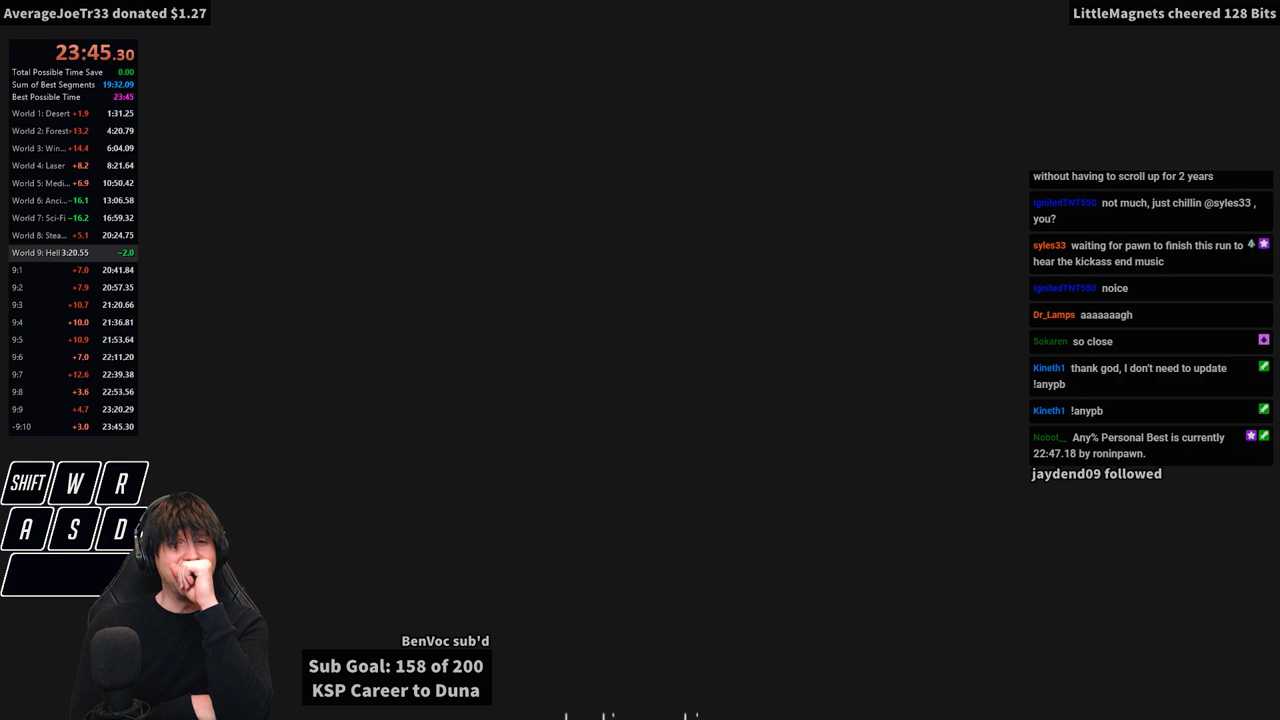 AverageJoeTr33 donated $1.27
LittleMagnets cheered 128 Bits
23:45.30
Total Possible Time Save 0.00
Sum of Best Segments 19:32.09
Best Possible Time 23:45
World 1: Desert +1.9 1:31.25
World 2: Forest +13.2 4:20.79
World 3: Win... +14.4 6:04.09
World 4: Laser +8.2 8:21.64
World 5: Medi... +6.9 10:50.42
World 6: Anci... −16.1 13:06.58
World 7: Sci-Fi −16.2 16:59.32
World 8: Stea... +5.1 20:24.75
World 9: Hell 3:20.55 −2.0
9:1 +7.0 20:41.84
9:2 +7.9 20:57.35
9:3 +10.7 21:20.66
9:4 +10.0 21:36.81
9:5 +10.9 21:53.64
9:6 +7.0 22:11.20
9:7 +12.6 22:39.38
9:8 +3.6 22:53.56
9:9 +4.7 23:20.29
-9:10 +3.0 23:45.30
without having to scroll up for 2 years
IgnitedTNT550 not much, just chillin @syles33 ,
you?
syles33 waiting for pawn to finish this run to
hear the kickass end music
IgnitedTNT550 noice
Dr_Lamps aaaaaaagh
5okaren so close
Kineth1 thank god, I don't need to update
!anypb
Kineth1 !anypb
Nobot__ Any% Personal Best is currently
22:47.18 by roninpawn.
jaydend09 followed
SHIFT W R
A S D
BenVoc sub'd
Sub Goal: 158 of 200
KSP Career to Duna